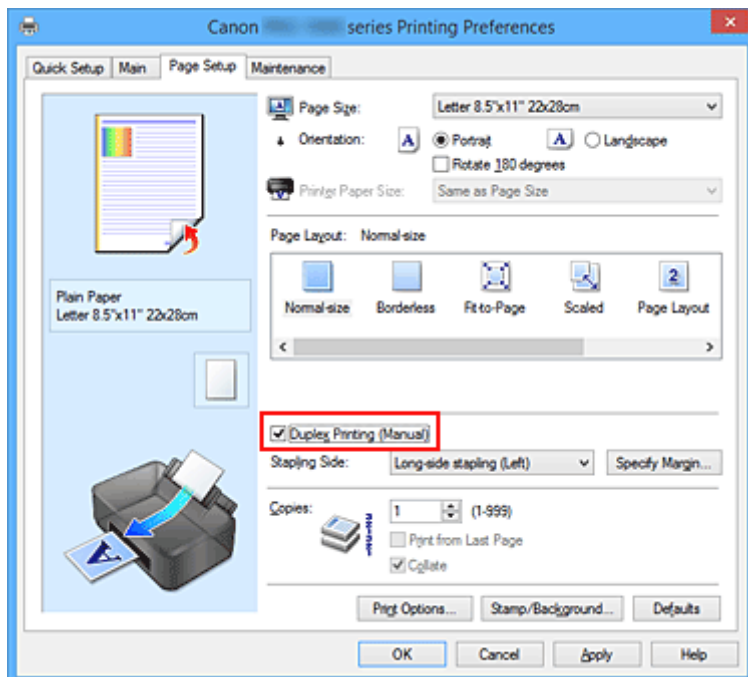 Canon series Printing Preferences
Quick Setup Main Page Setup Maintenance
Page Size: Letter 8.5"x11" 22x28cm
Orientation: A Portrait A Landscape
Rotate 180 degrees
Printer Paper Size: Same as Page Size
Page Layout: Normal-size
2
Normal-size Borderless Fit-to-Page Scaled Page Layout
Plain Paper
Letter 8.5"x11" 22x28cm
Duplex Printing (Manual)
Stapling Side: Long-side stapling (Left) Specify Margin...
Copies: 1 (1-999)
Print from Last Page
Collate
A
Print Options... Stamp/Background... Defaults
OK Cancel Apply Help